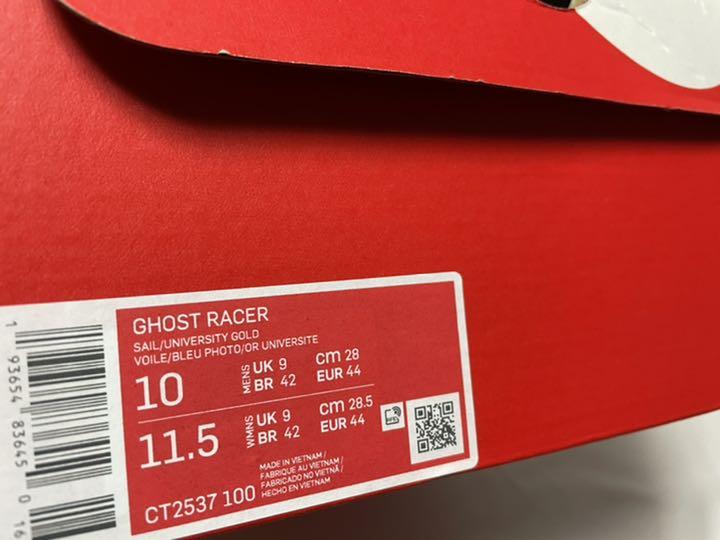 GHOST RACER
SAIL/UNIVERSITY GOLD
VOILE/BLEU PHOTO/OR UNIVERSITE
10 MENS UK 9 cm 28
BR 42 EUR 44
11.5 WMNS UK 9 cm 28.5
BR 42 EUR 44
CT2537 100
MADE IN VIETNAM /
FABRIQUE AU VIETNAM /
FABRICADO NO VIETNÃ /
HECHO EN VIETNAM
1 93654 83645 0 16